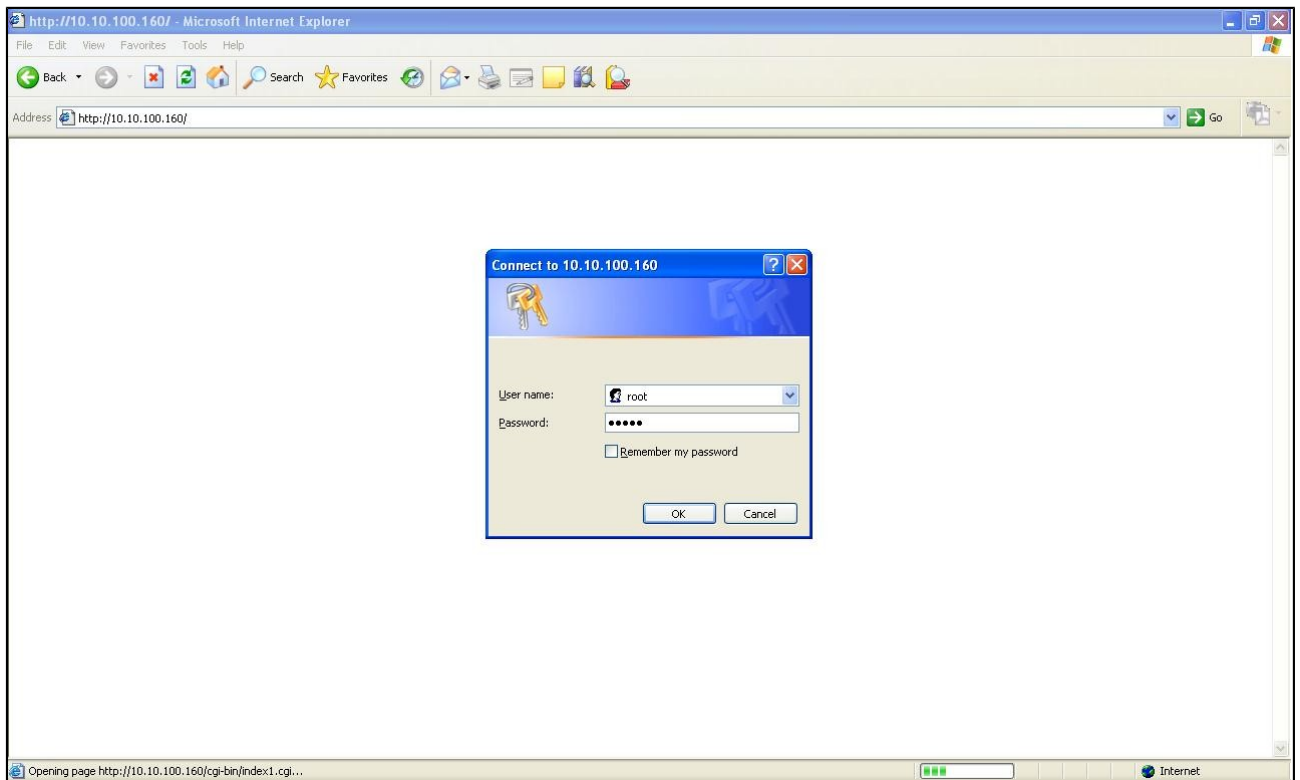 http://10.10.100.160/ - Microsoft Internet Explorer
File Edit View Favorites Tools Help
Back Search Favorites
Address http://10.10.100.160/ Go
Connect to 10.10.100.160
User name: root
Password: •••••
Remember my password
OK Cancel
Opening page http://10.10.100.160/cgi-bin/index1.cgi... Internet